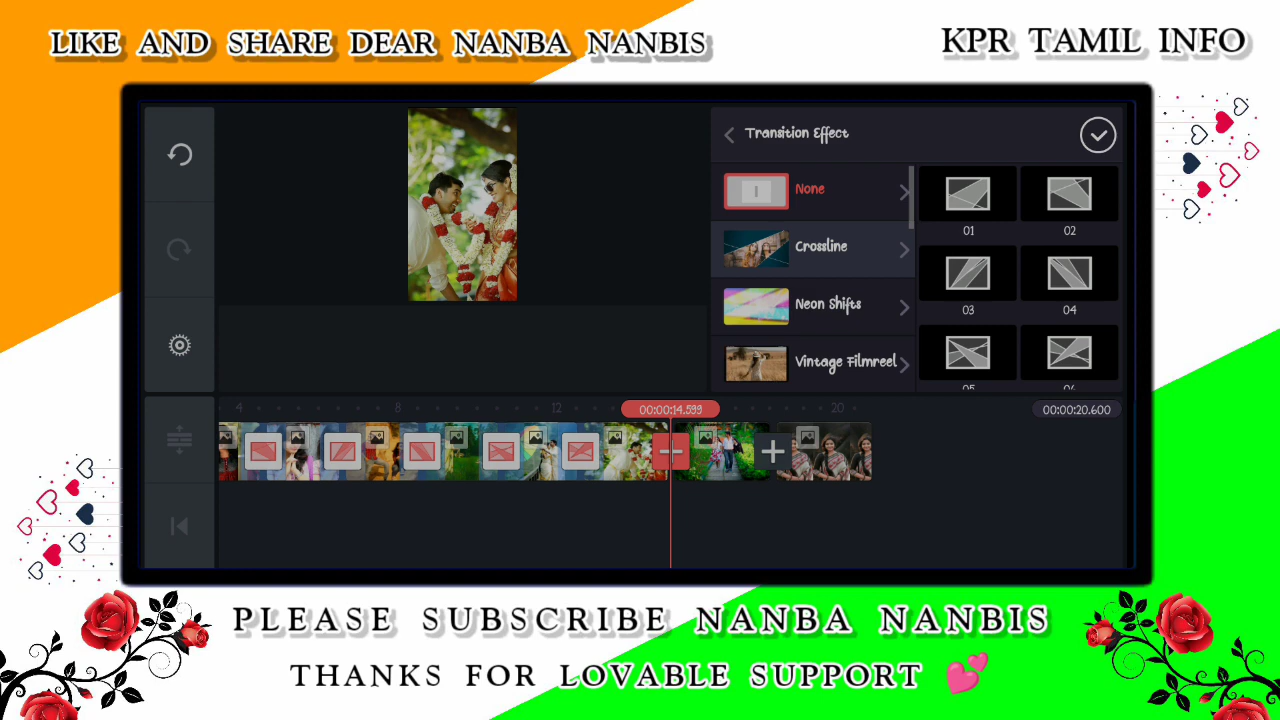 LIKE AND SHARE DEAR NANBA NANBIS
KPR TAMIL INFO
Transition Effect
None
Crossline
Neon Shifts
Vintage Filmreel
01
02
03
04
05
06
4
8
12
00:00:14.599
20
00:00:20.600
PLEASE SUBSCRIBE NANBA NANBIS
THANKS FOR LOVABLE SUPPORT 💕